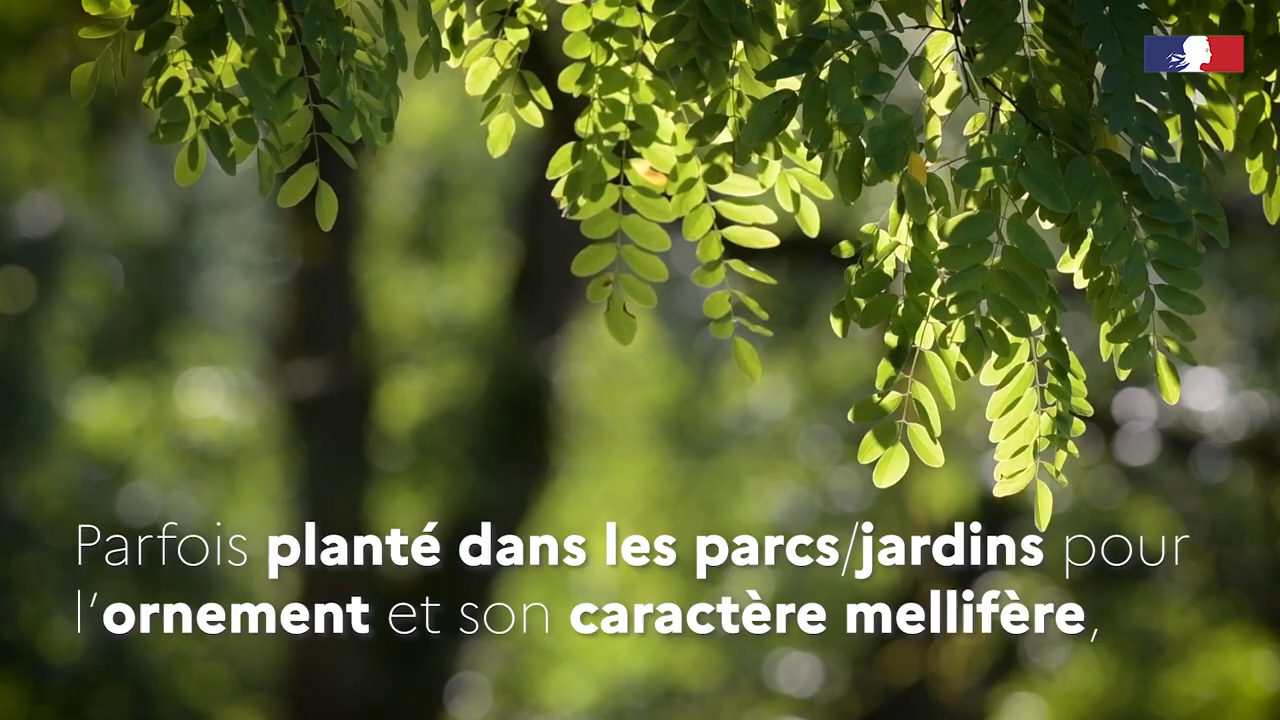 Parfois planté dans les parcs/jardins pour
l’ornement et son caractère mellifère,